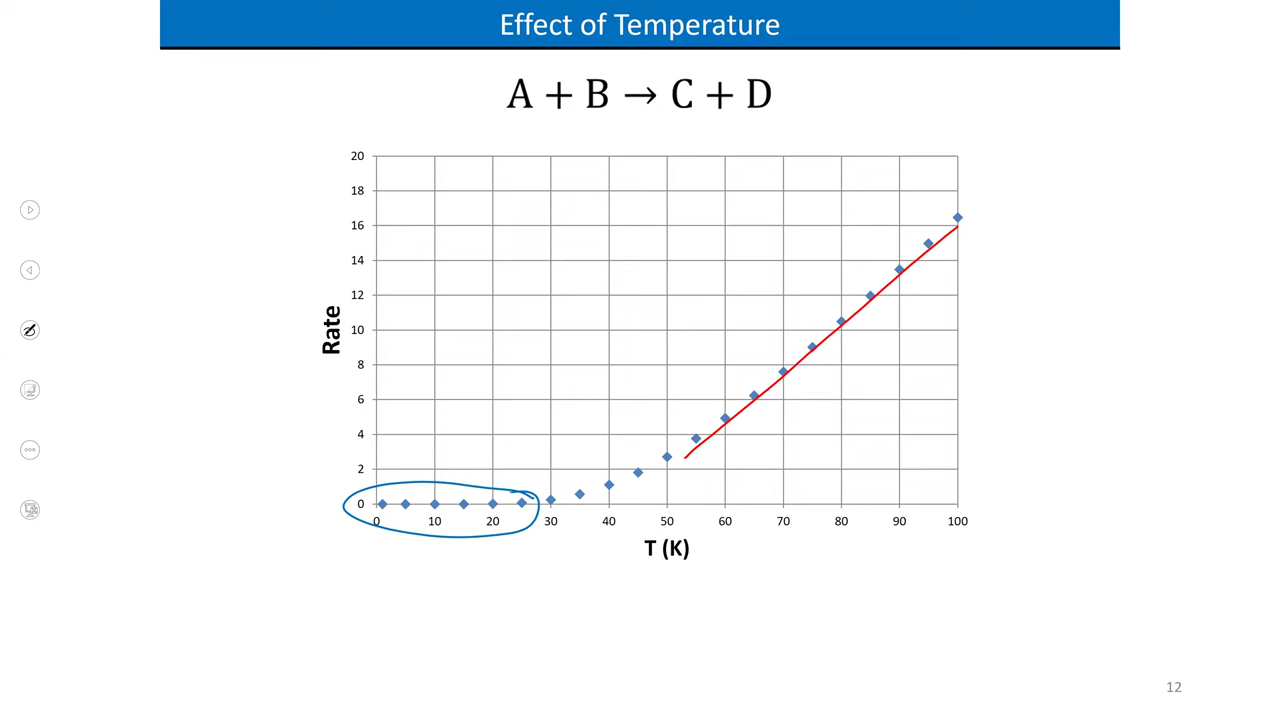 Effect of Temperature
A + B → C + D
20
18
16
14
12
10
8
6
4
2
0
Rate
0 10 20 30 40 50 60 70 80 90 100
T (K)
12